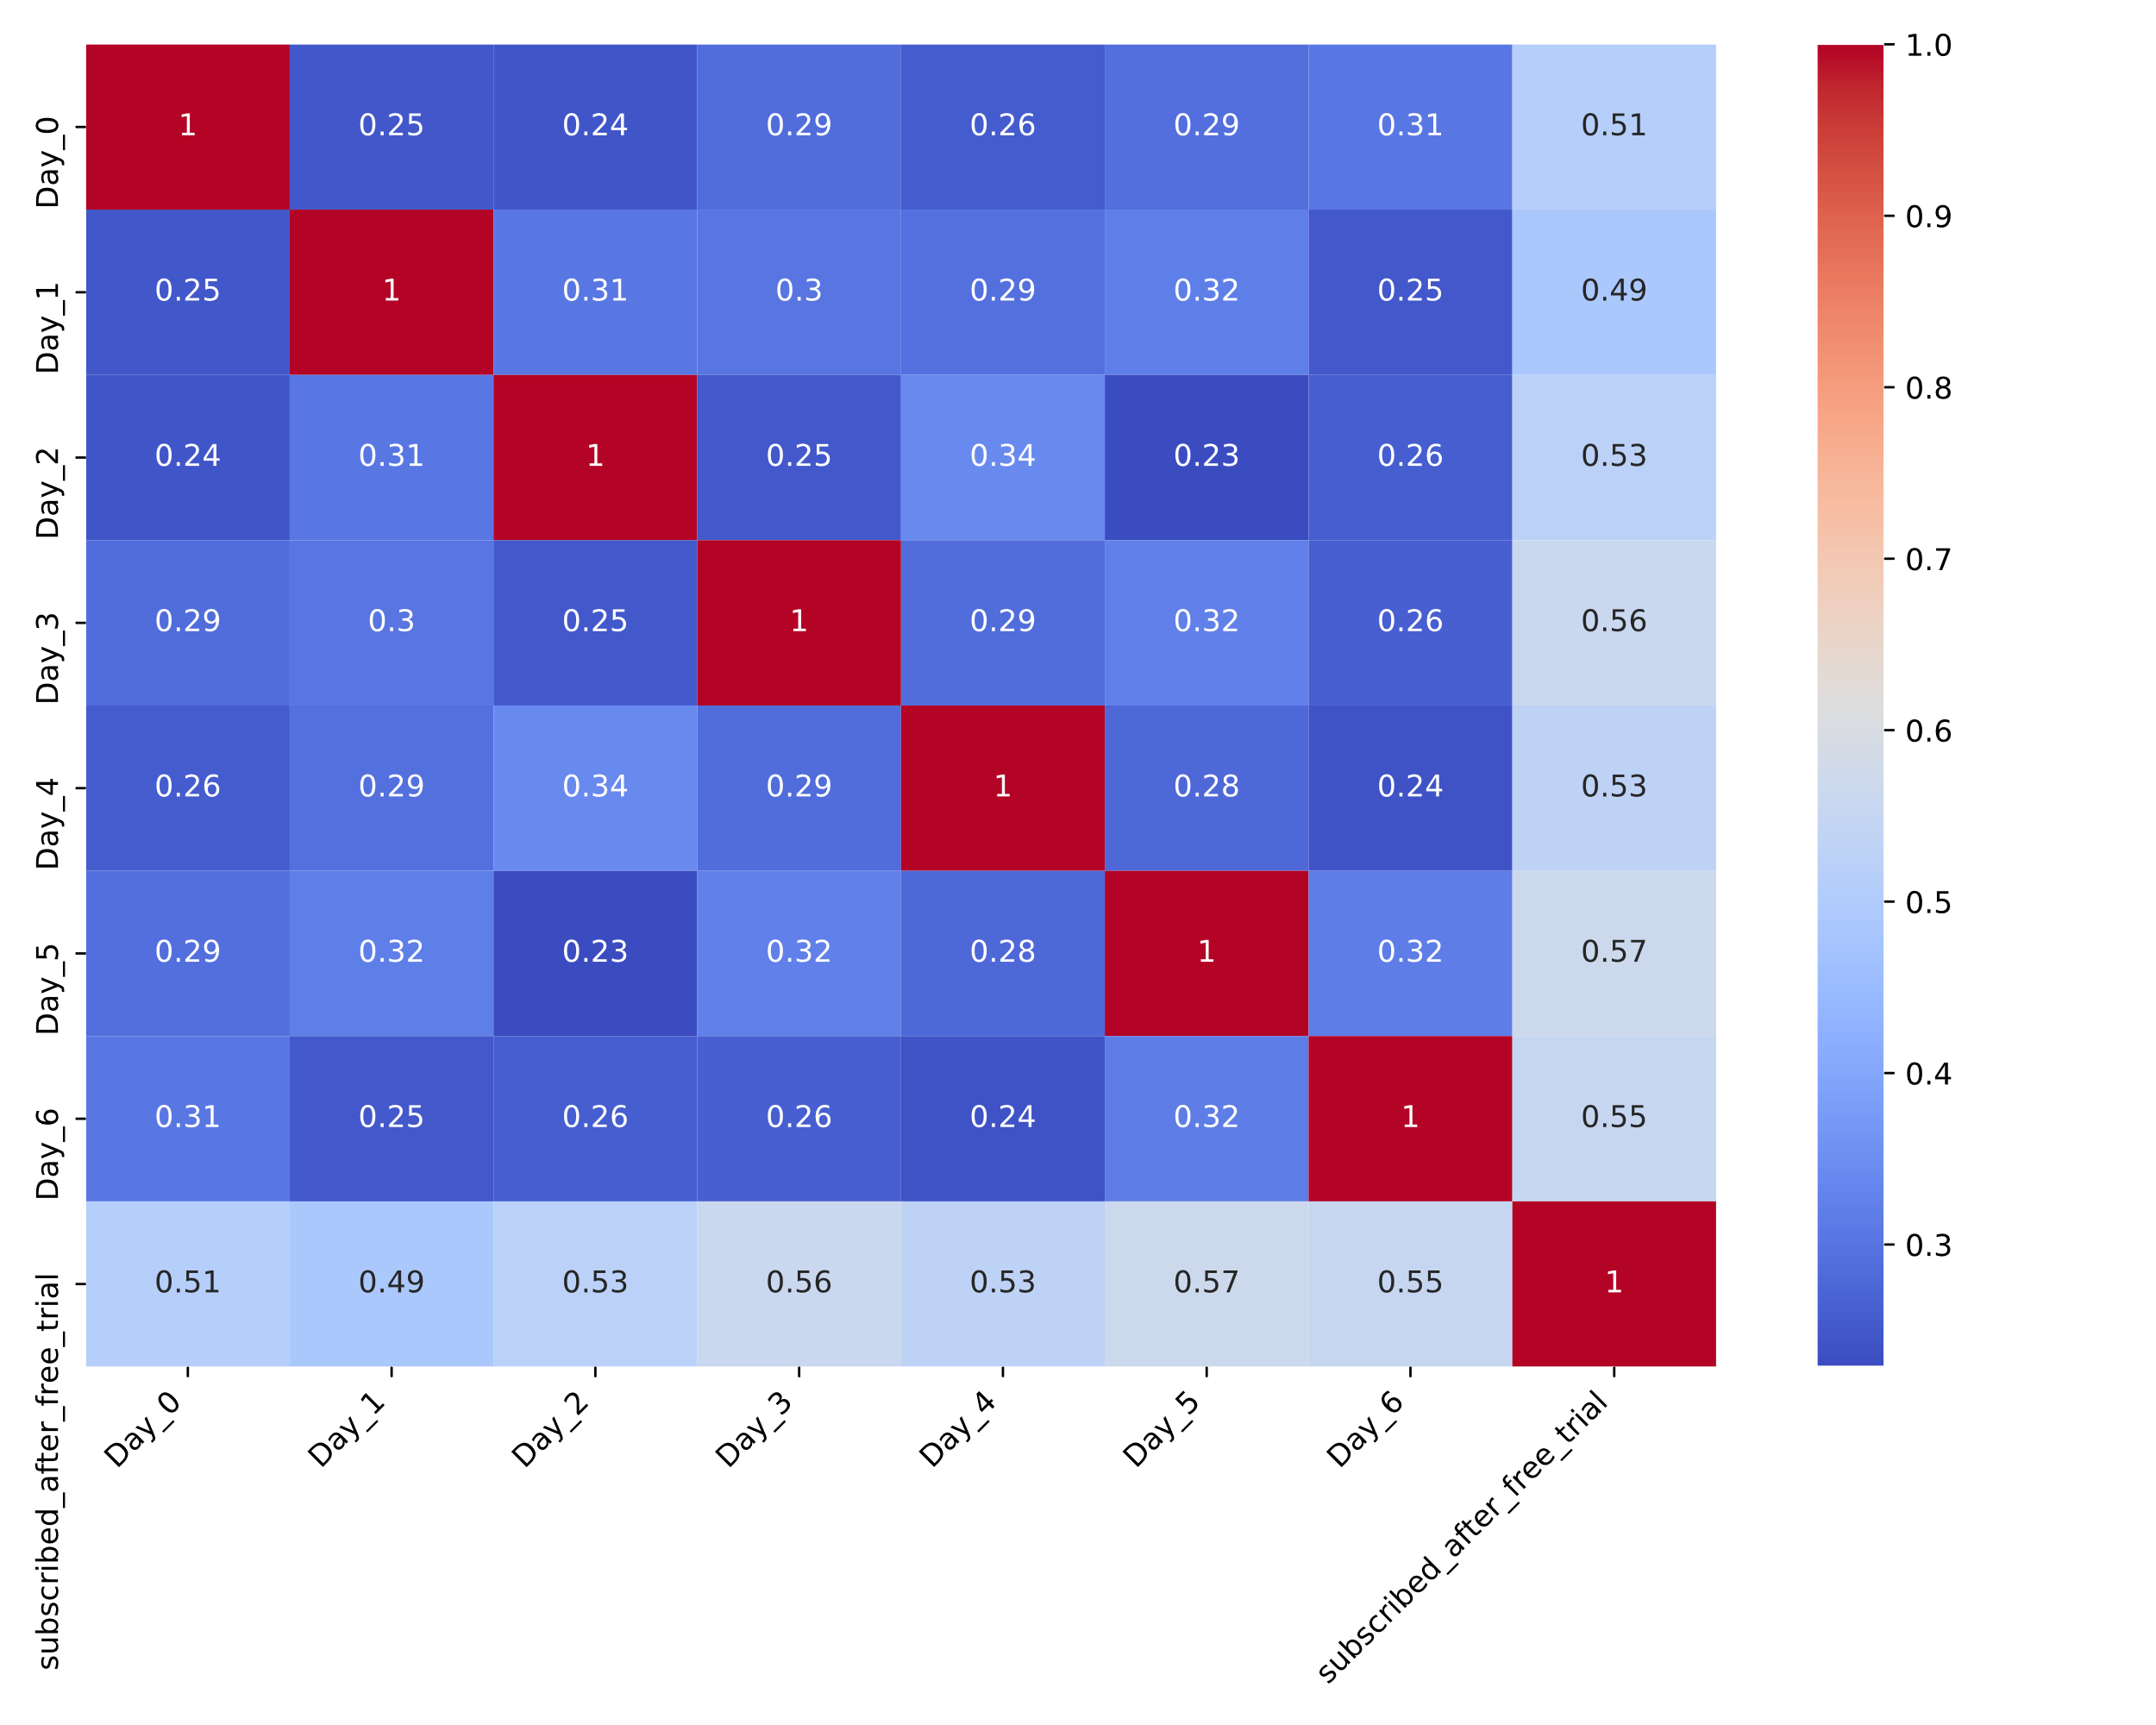 Day_0 1 0.25 0.24 0.29 0.26 0.29 0.31 0.51
Day_1 0.25 1 0.31 0.3 0.29 0.32 0.25 0.49
Day_2 0.24 0.31 1 0.25 0.34 0.23 0.26 0.53
Day_3 0.29 0.3 0.25 1 0.29 0.32 0.26 0.56
Day_4 0.26 0.29 0.34 0.29 1 0.28 0.24 0.53
Day_5 0.29 0.32 0.23 0.32 0.28 1 0.32 0.57
Day_6 0.31 0.25 0.26 0.26 0.24 0.32 1 0.55
subscribed_after_free_trial 0.51 0.49 0.53 0.56 0.53 0.57 0.55 1
Day_0 Day_1 Day_2 Day_3 Day_4 Day_5 Day_6 subscribed_after_free_trial
1.0
0.9
0.8
0.7
0.6
0.5
0.4
0.3